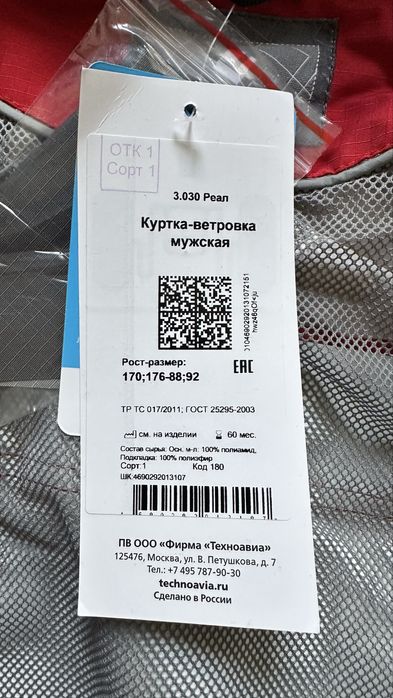 ОТК 1
Сорт 1
3.030 Реал
Куртка-ветровка
мужская
Рост-размер:
170;176-88;92
EAC
ТР ТС 017/2011; ГОСТ 25295-2003
см. на изделии 60 мес.
Состав сырья: Осн. м-л: 100% полиамид,
Подкладка: 100% полиэфир
Сорт:1 Код 180
ШК:4690292013107
ПВ ООО «Фирма «Техноавиа»
125476, Москва, ул. В. Петушкова, д. 7
Тел.: +7 495 787-90-30
technoavia.ru
Сделано в России